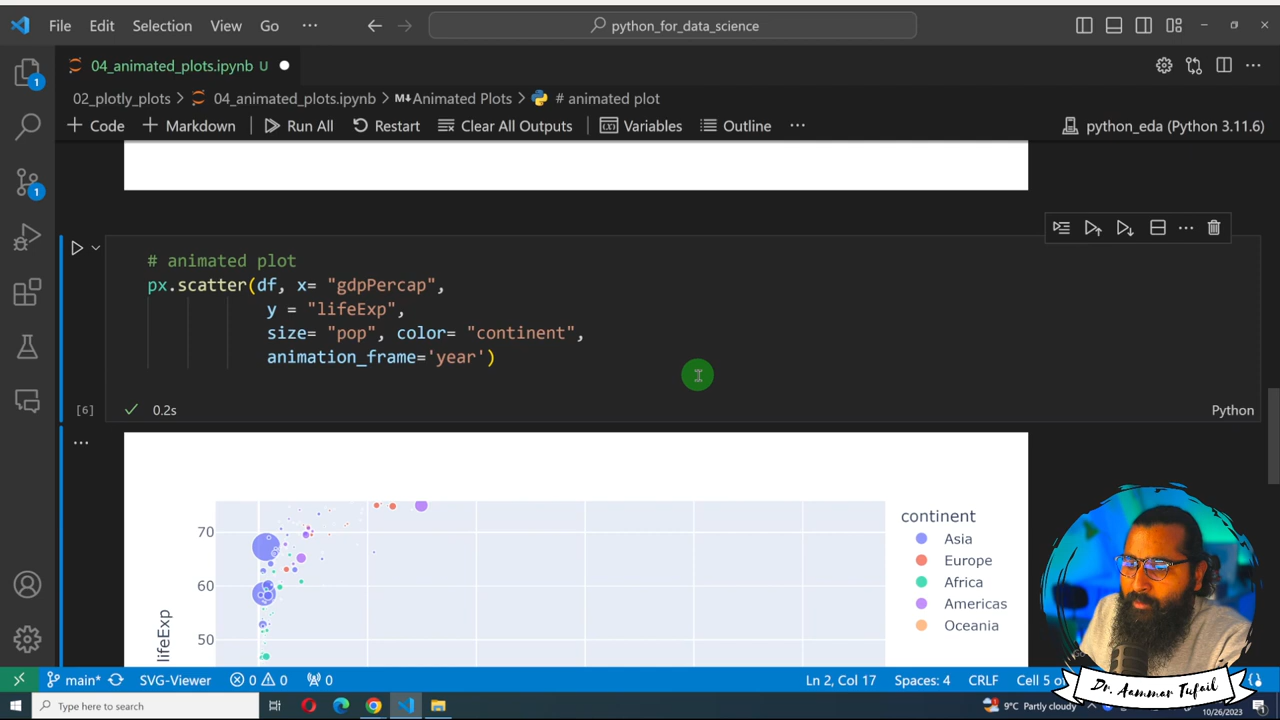 File Edit Selection View Go ··· python_for_data_science
04_animated_plots.ipynb U
02_plotly_plots > 04_animated_plots.ipynb > M↓Animated Plots > # animated plot
+ Code + Markdown Run All Restart Clear All Outputs Variables Outline ··· python_eda (Python 3.11.6)
1
1
# animated plot
px.scatter(df, x= "gdpPercap",
y = "lifeExp",
size= "pop", color= "continent",
animation_frame='year')
[6] 0.2s Python
continent
Asia
Europe
Africa
Americas
Oceania
70
60
50
lifeExp
main* SVG-Viewer 0 0 0 Ln 2, Col 17 Spaces: 4 CRLF Cell 5 o
Dr. Aammar Tufail
Type here to search 9°C Partly cloudy 10/26/2023